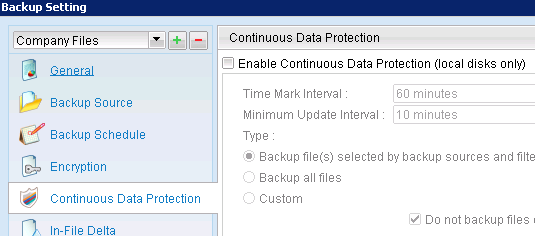 Backup Setting
Company Files
General
Backup Source
Backup Schedule
Encryption
Continuous Data Protection
In-File Delta
Continuous Data Protection
Enable Continuous Data Protection (local disks only)
Time Mark Interval : 60 minutes
Minimum Update Interval : 10 minutes
Type :
Backup file(s) selected by backup sources and filte
Backup all files
Custom
Do not backup files